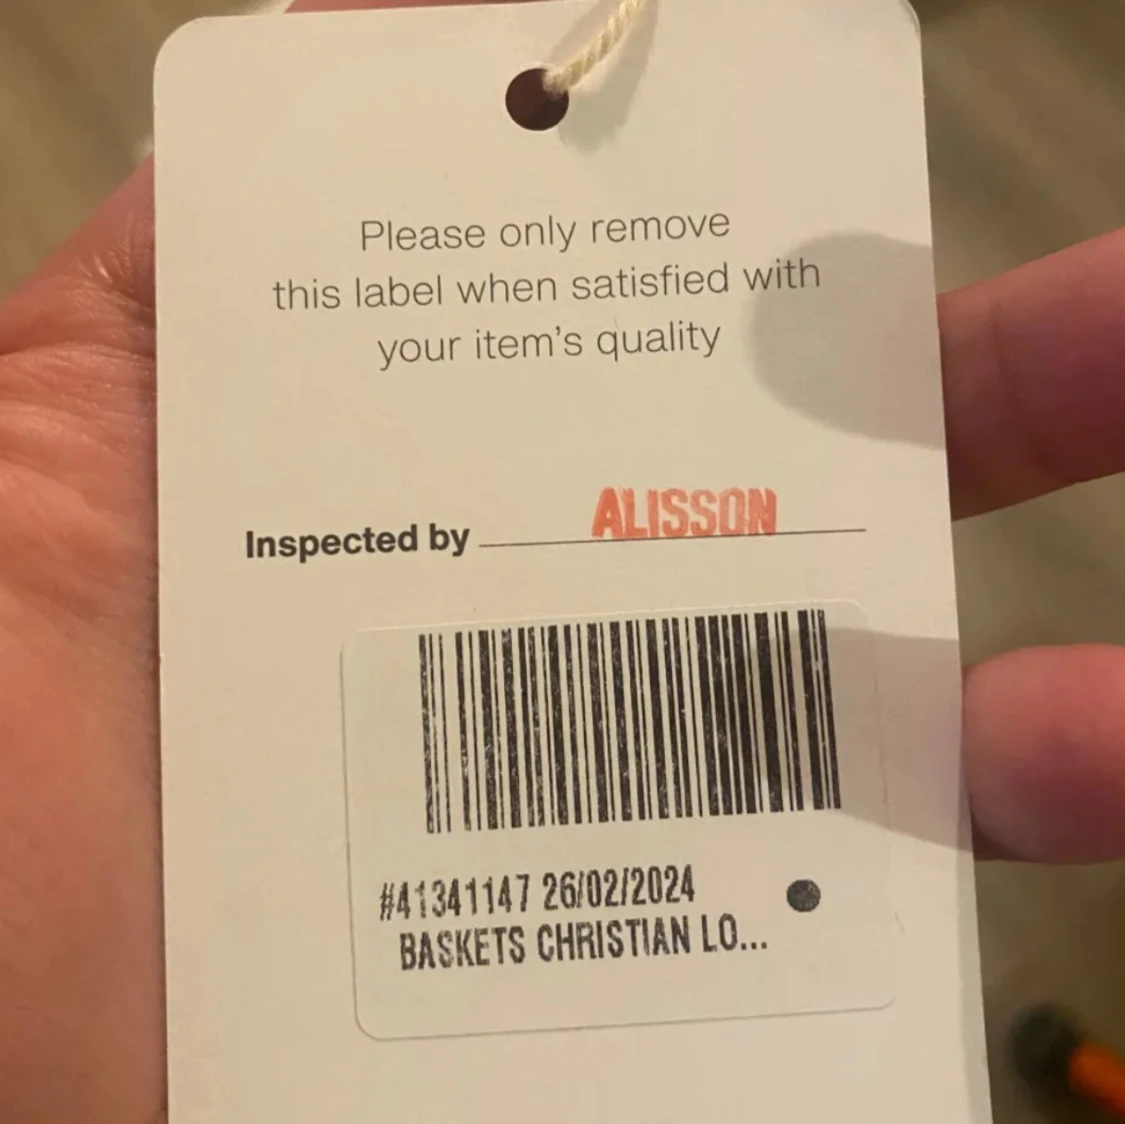 Please only remove
this label when satisfied with
your item's quality
Inspected by ALISSON
#41341147 26/02/2024
BASKETS CHRISTIAN LO...